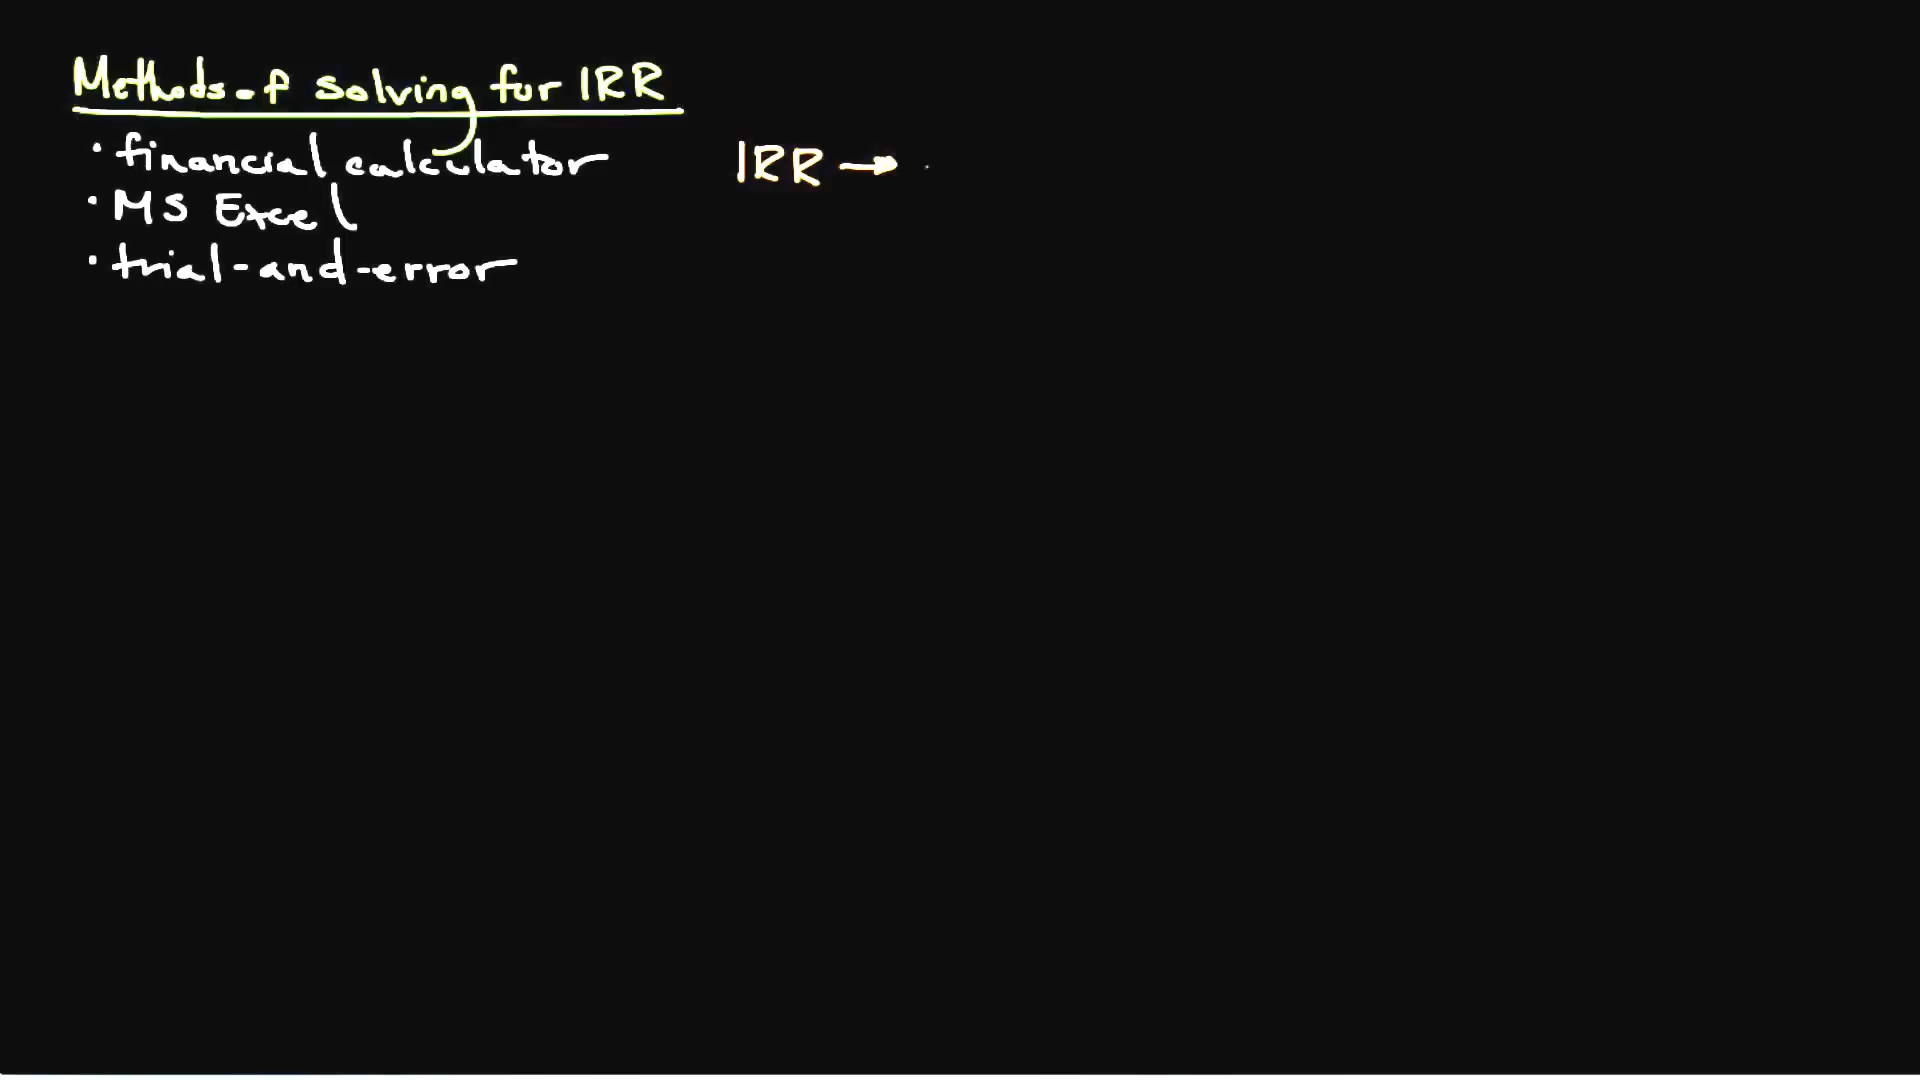 Methods of solving for IRR
• financial calculator
IRR →
• MS Excel
• trial-and-error